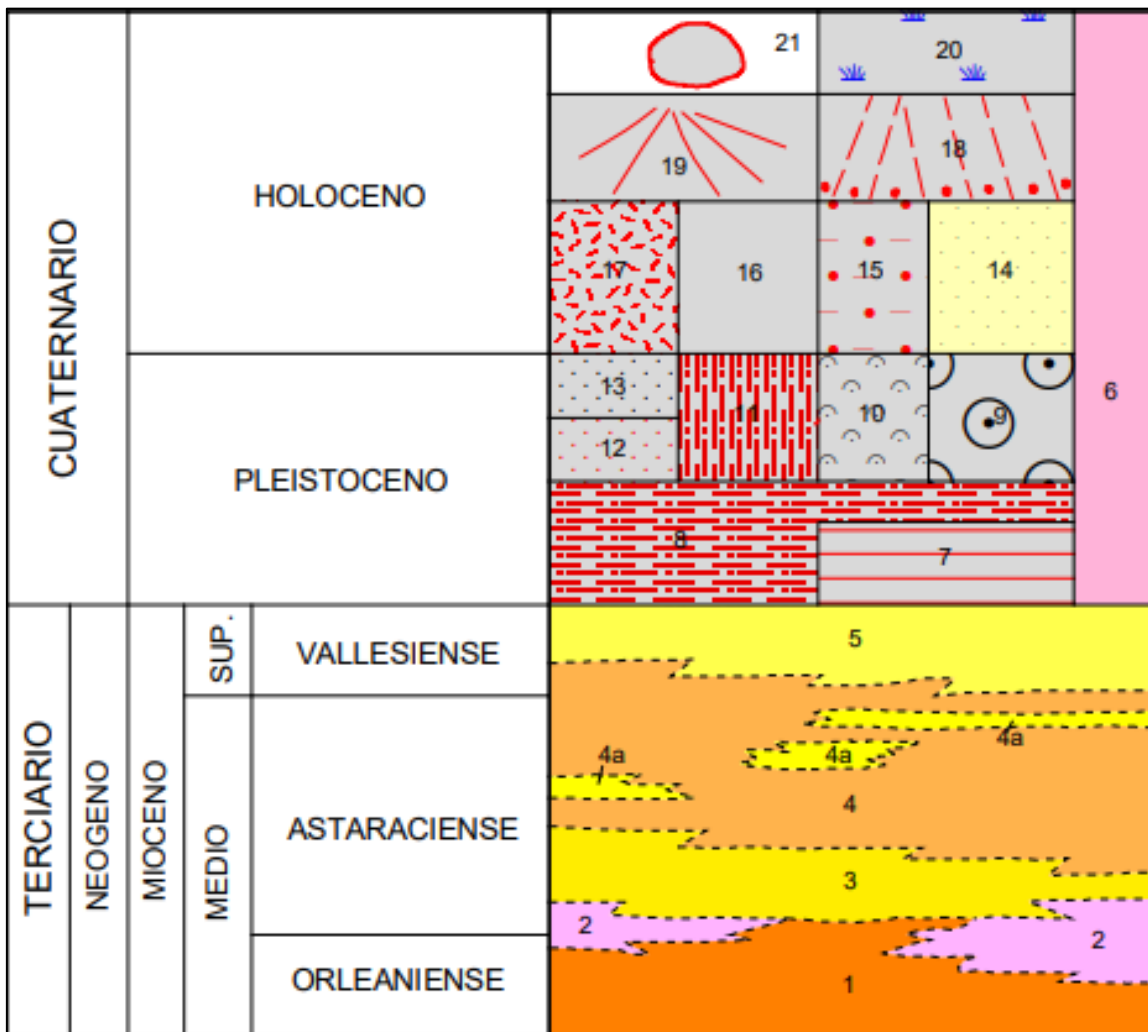 21
20
19
18
HOLOCENO
17
16
15
14
CUATERNARIO
6
13
11
10
9
12
PLEISTOCENO
8
7
SUP.
VALLESIENSE
5
4a
4a
4a
4
TERCIARIO
NEOGENO
MIOCENO
MEDIO
ASTARACIENSE
3
2
2
ORLEANIENSE
1